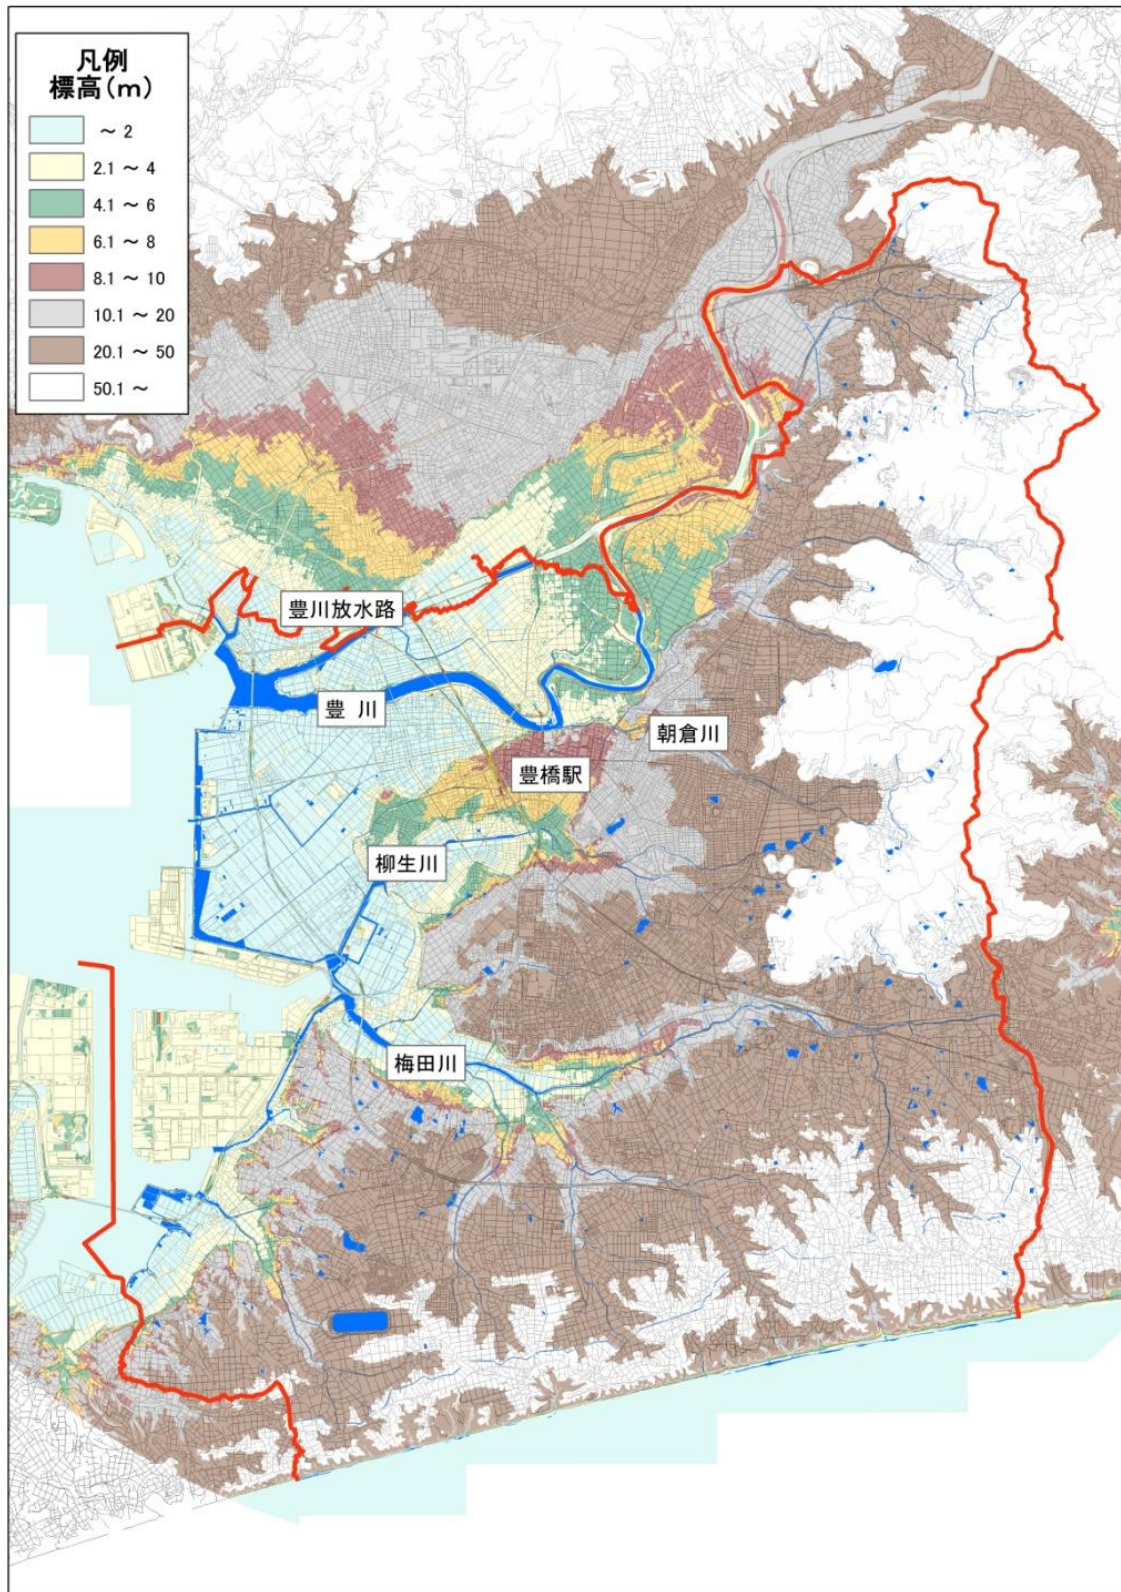 凡例
標高(m)
～ 2
2.1 ～ 4
4.1 ～ 6
6.1 ～ 8
8.1 ～ 10
10.1 ～ 20
20.1 ～ 50
50.1 ～
豊川放水路
豊 川
朝倉川
豊橋駅
柳生川
梅田川